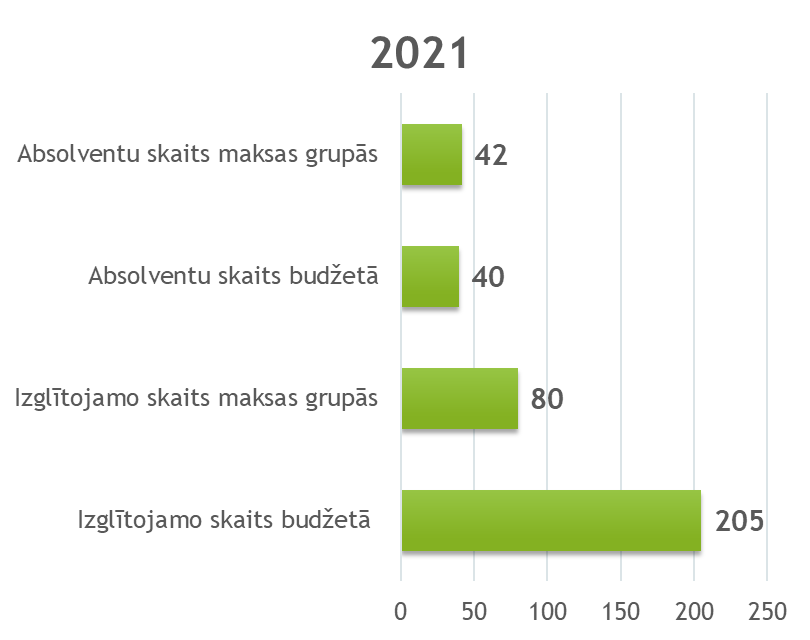 2021
Absolventu skaits maksas grupās
42
Absolventu skaits budžetā
40
Izglītojamo skaits maksas grupās
80
Izglītojamo skaits budžetā
205
0 50 100 150 200 250